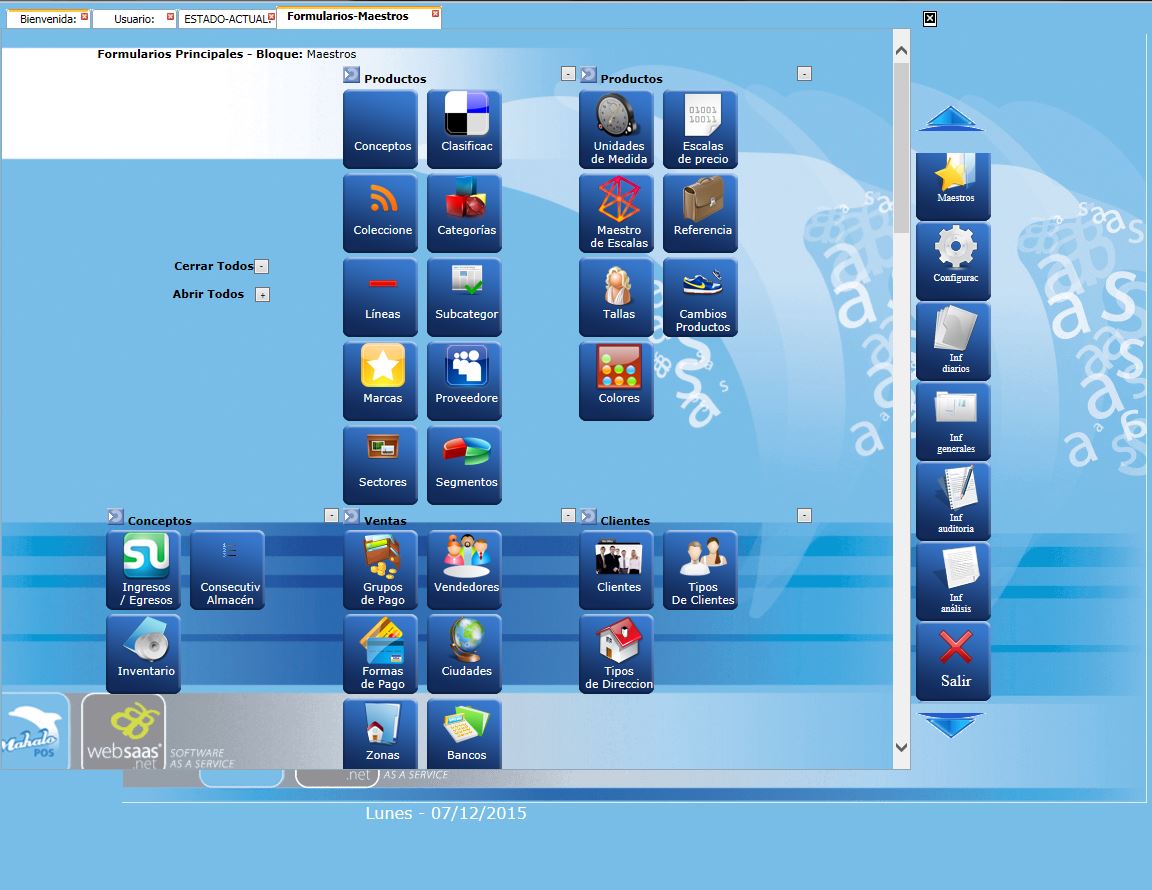 Bienvenida:
Usuario:
ESTADO-ACTUAL.
Formularios-Maestros
Formularios Principales - Bloque: Maestros
Cerrar Todos
Abrir Todos
Productos
Conceptos
Clasificac
Coleccione
Categorías
Líneas
Subcategor
Marcas
Proveedore
Sectores
Segmentos
Productos
Unidades
de Medida
Escalas
de precio
Maestro
de Escalas
Referencia
Tallas
Cambios
Productos
Colores
Conceptos
Ingresos
/ Egresos
Consecutiv
Almacén
Inventario
Ventas
Grupos
de Pago
Vendedores
Formas
de Pago
Ciudades
Zonas
Bancos
Clientes
Clientes
Tipos
De Clientes
Tipos
de Direccion
Maestros
Configurac
Inf
diarios
Inf
generales
Inf
auditoria
Inf
análisis
Salir
Mahalo
POS
websaas
.net
SOFTWARE
AS A SERVICE
.net
AS A SERVICE
Lunes - 07/12/2015